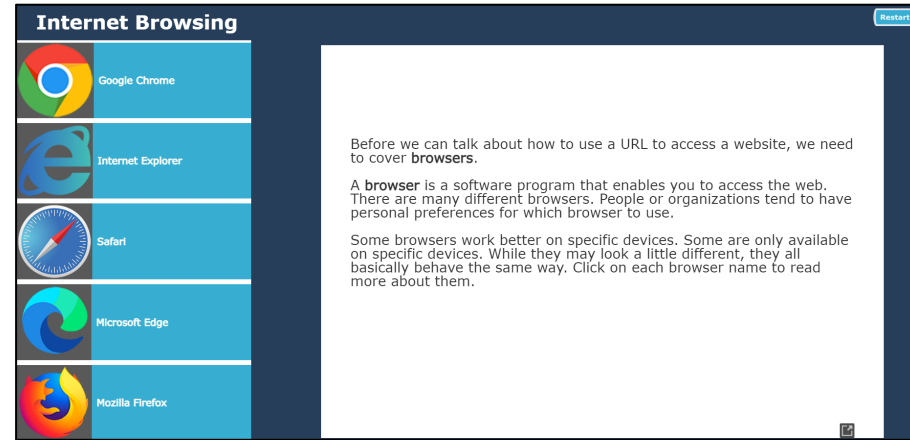 Internet Browsing
Restart
Google Chrome
Internet Explorer
Safari
Microsoft Edge
Mozilla Firefox
Before we can talk about how to use a URL to access a website, we need
to cover browsers.
A browser is a software program that enables you to access the web.
There are many different browsers. People or organizations tend to have
personal preferences for which browser to use.
Some browsers work better on specific devices. Some are only available
on specific devices. While they may look a little different, they all
basically behave the same way. Click on each browser name to read
more about them.